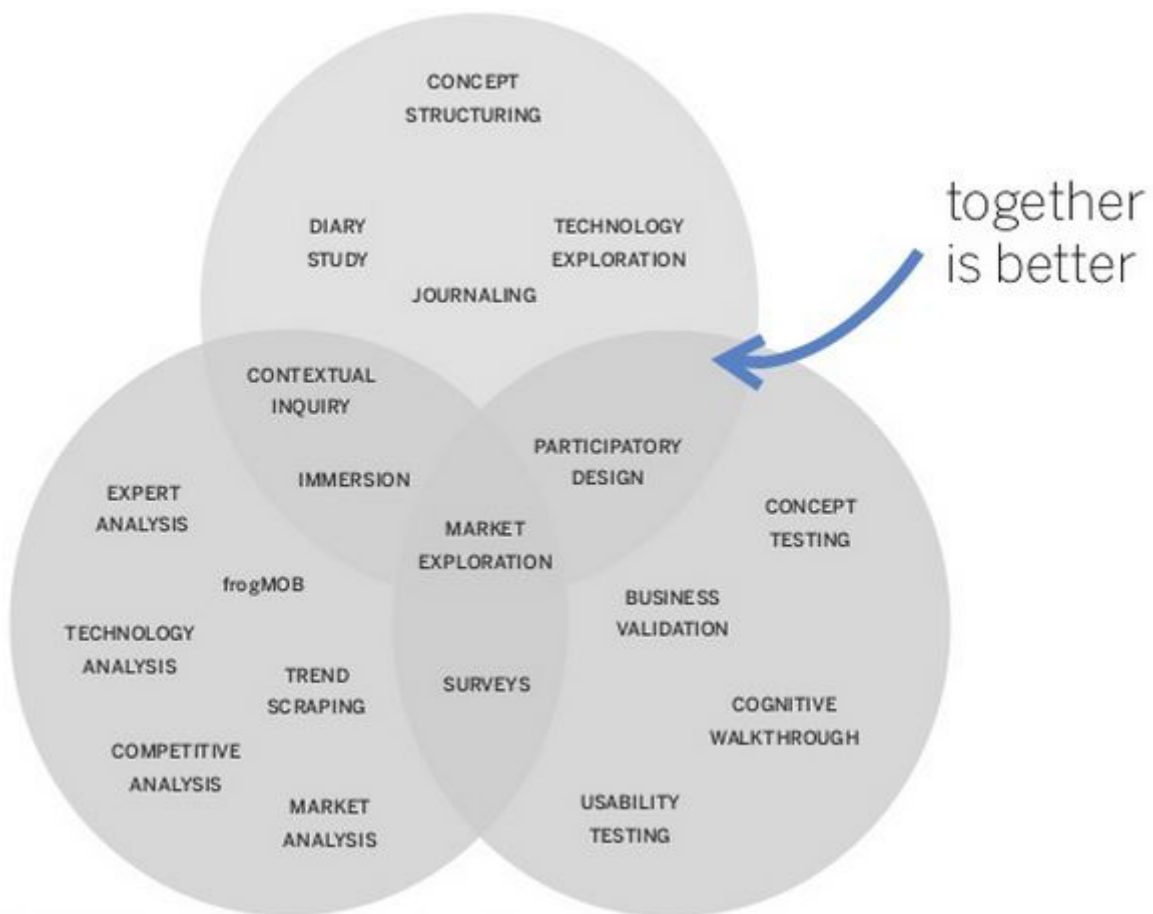 CONCEPT
STRUCTURING
together
is better
DIARY
STUDY
TECHNOLOGY
EXPLORATION
JOURNALING
CONTEXTUAL
INQUIRY
PARTICIPATORY
DESIGN
IMMERSION
EXPERT
ANALYSIS
CONCEPT
TESTING
MARKET
EXPLORATION
frogMOB
BUSINESS
VALIDATION
TECHNOLOGY
ANALYSIS
TREND
SCRAPING
SURVEYS
COGNITIVE
WALKTHROUGH
COMPETITIVE
ANALYSIS
MARKET
ANALYSIS
USABILITY
TESTING